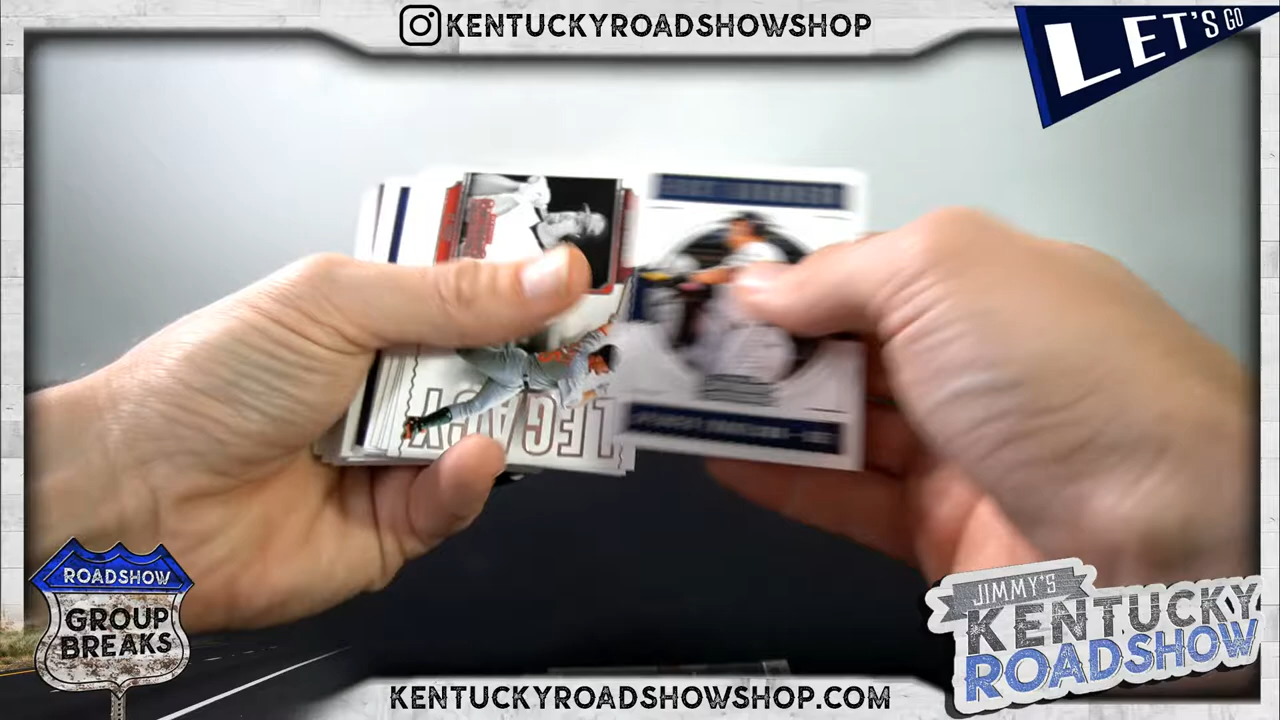 KENTUCKYROADSHOWSHOP
LET'S GO
LEGACY
ROADSHOW
GROUP
BREAKS
JIMMY'S
KENTUCKY
ROADSHOW
KENTUCKYROADSHOWSHOP.COM